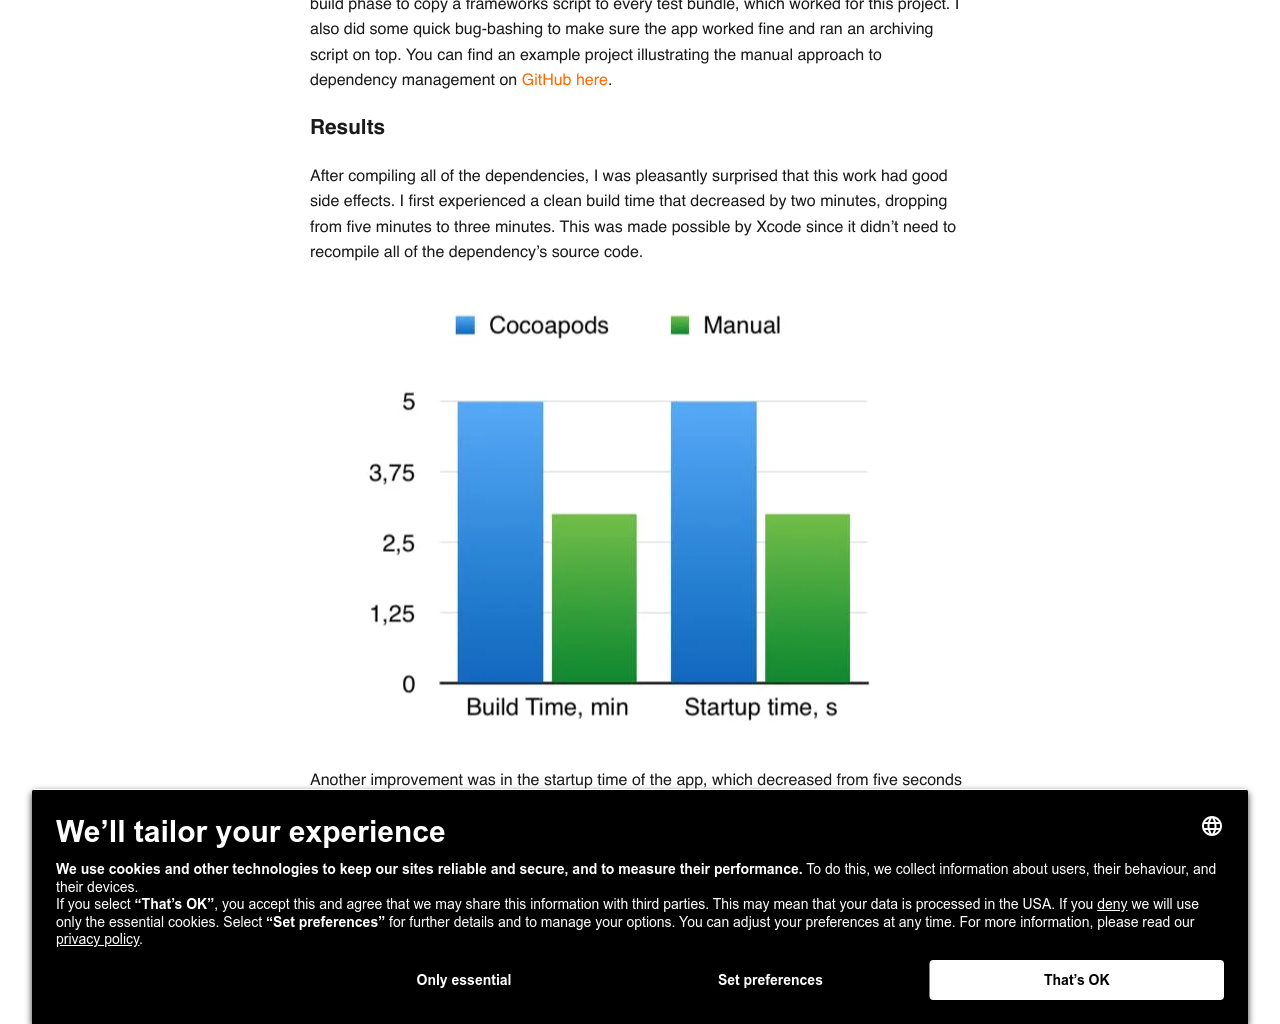 build phase to copy a frameworks script to every test bundle, which worked for this project. I
also did some quick bug-bashing to make sure the app worked fine and ran an archiving
script on top. You can find an example project illustrating the manual approach to
dependency management on GitHub here.
Results
After compiling all of the dependencies, I was pleasantly surprised that this work had good
side effects. I first experienced a clean build time that decreased by two minutes, dropping
from five minutes to three minutes. This was made possible by Xcode since it didn’t need to
recompile all of the dependency’s source code.
Cocoapods Manual
5
3,75
2,5
1,25
0
Build Time, min Startup time, s
Another improvement was in the startup time of the app, which decreased from five seconds
We’ll tailor your experience
We use cookies and other technologies to keep our sites reliable and secure, and to measure their performance. To do this, we collect information about users, their behaviour, and
their devices.
If you select “That’s OK”, you accept this and agree that we may share this information with third parties. This may mean that your data is processed in the USA. If you deny we will use
only the essential cookies. Select “Set preferences” for further details and to manage your options. You can adjust your preferences at any time. For more information, please read our
privacy policy.
Only essential Set preferences That’s OK